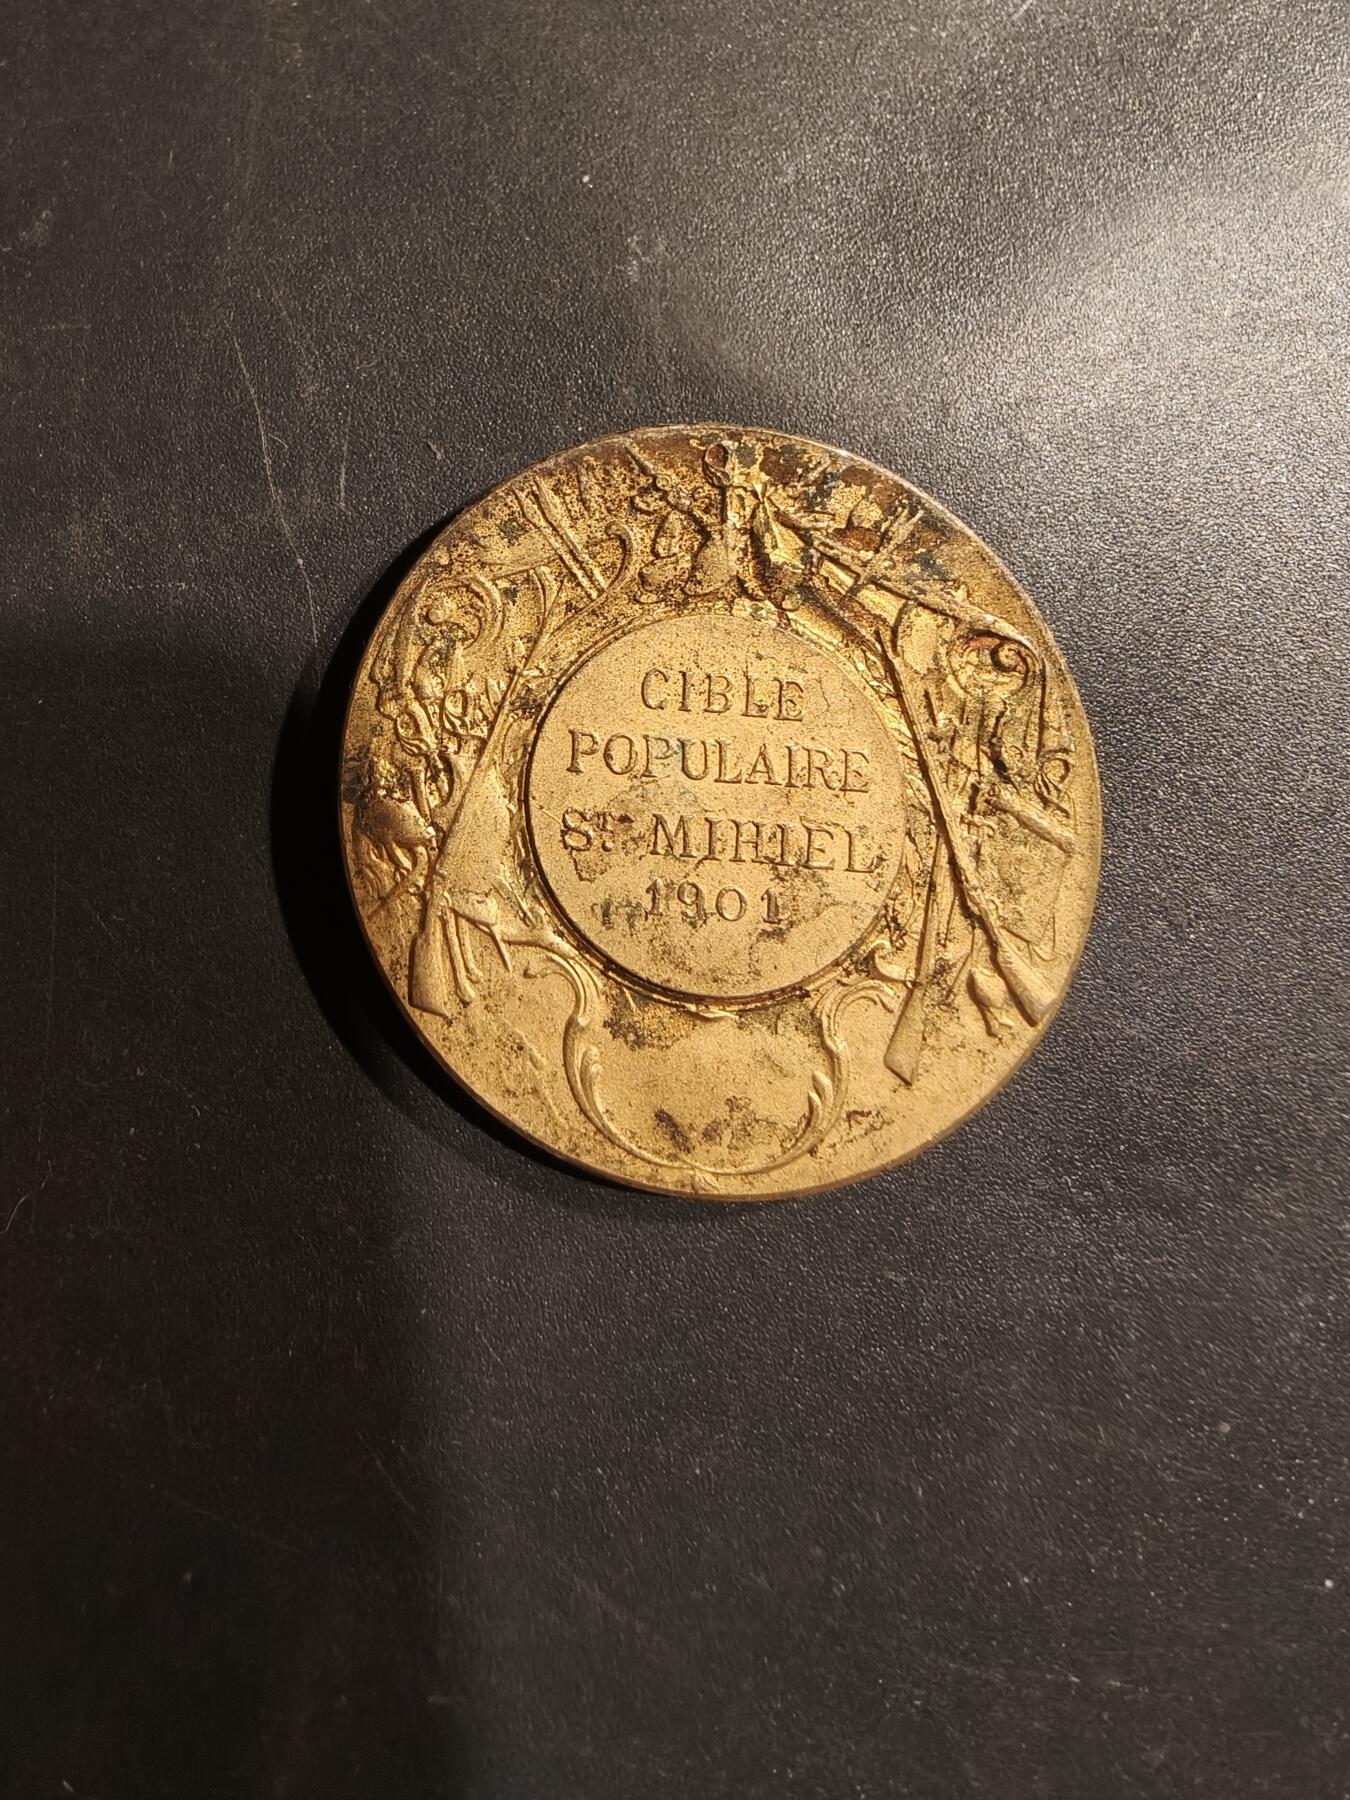 CIBLE
POPULAIRE
ST MIHIEL
1901